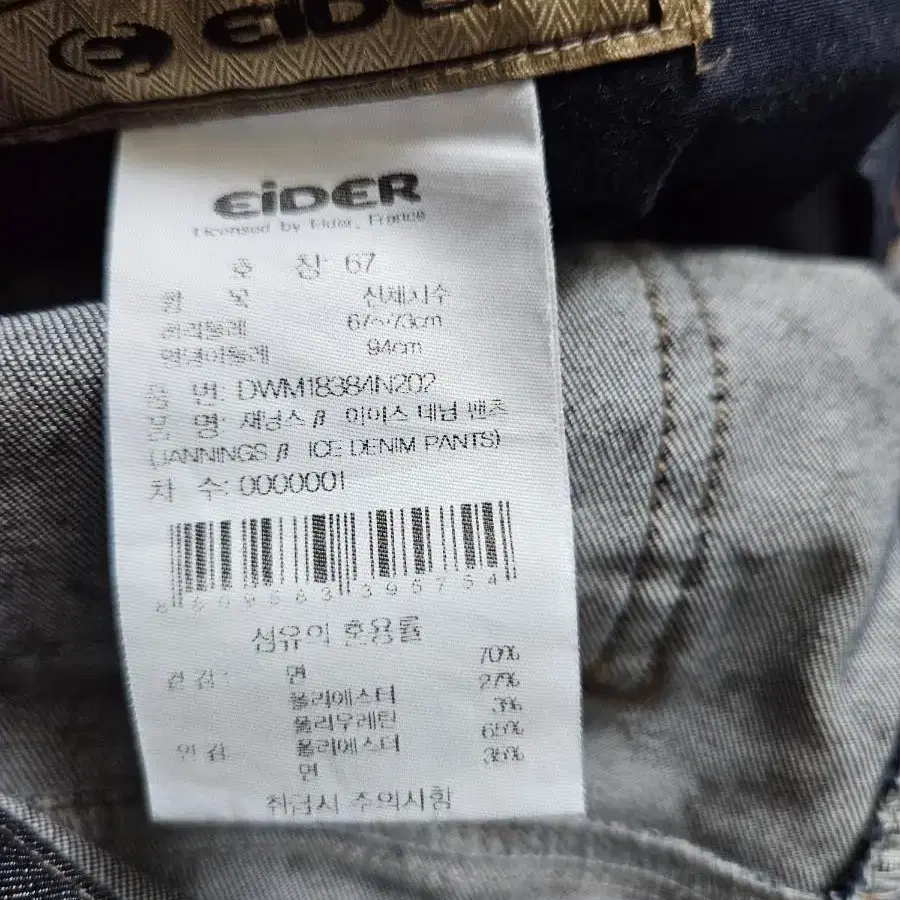 EIDER
EIDER
Licensed by Eider, France
호 칭: 67
항 목 신체치수
허리둘레 67~73cm
엉덩이둘레 94cm
품 번: DWM18384N202
품 명: 재닝스 β 아이스 데님 팬츠
(JANNINGS β ICE DENIM PANTS)
차 수: 0000001
섬유의 혼용률
겉감: 면 70%
폴리에스터 27%
폴리우레탄 3%
안감: 폴리에스터 65%
면 35%
취급시 주의사항